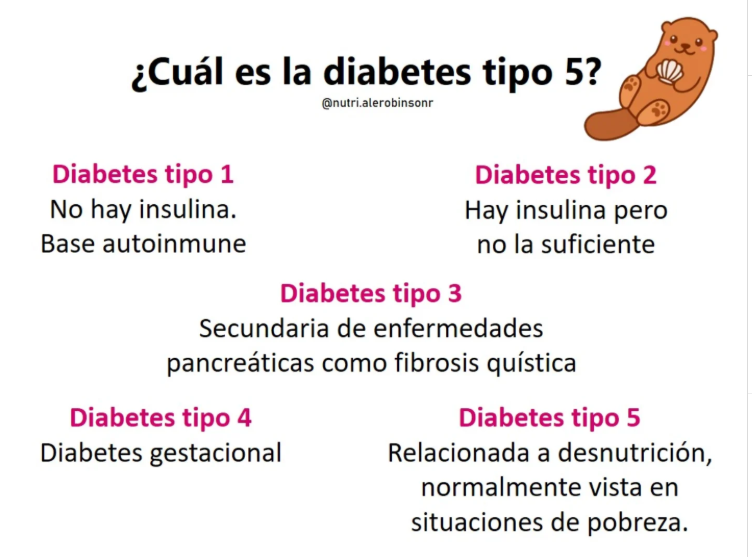 ¿Cuál es la diabetes tipo 5?
@nutri.alerobinsonr
Diabetes tipo 1
No hay insulina.
Base autoinmune
Diabetes tipo 2
Hay insulina pero
no la suficiente
Diabetes tipo 3
Secundaria de enfermedades
pancreáticas como fibrosis quística
Diabetes tipo 4
Diabetes gestacional
Diabetes tipo 5
Relacionada a desnutrición,
normalmente vista en
situaciones de pobreza.